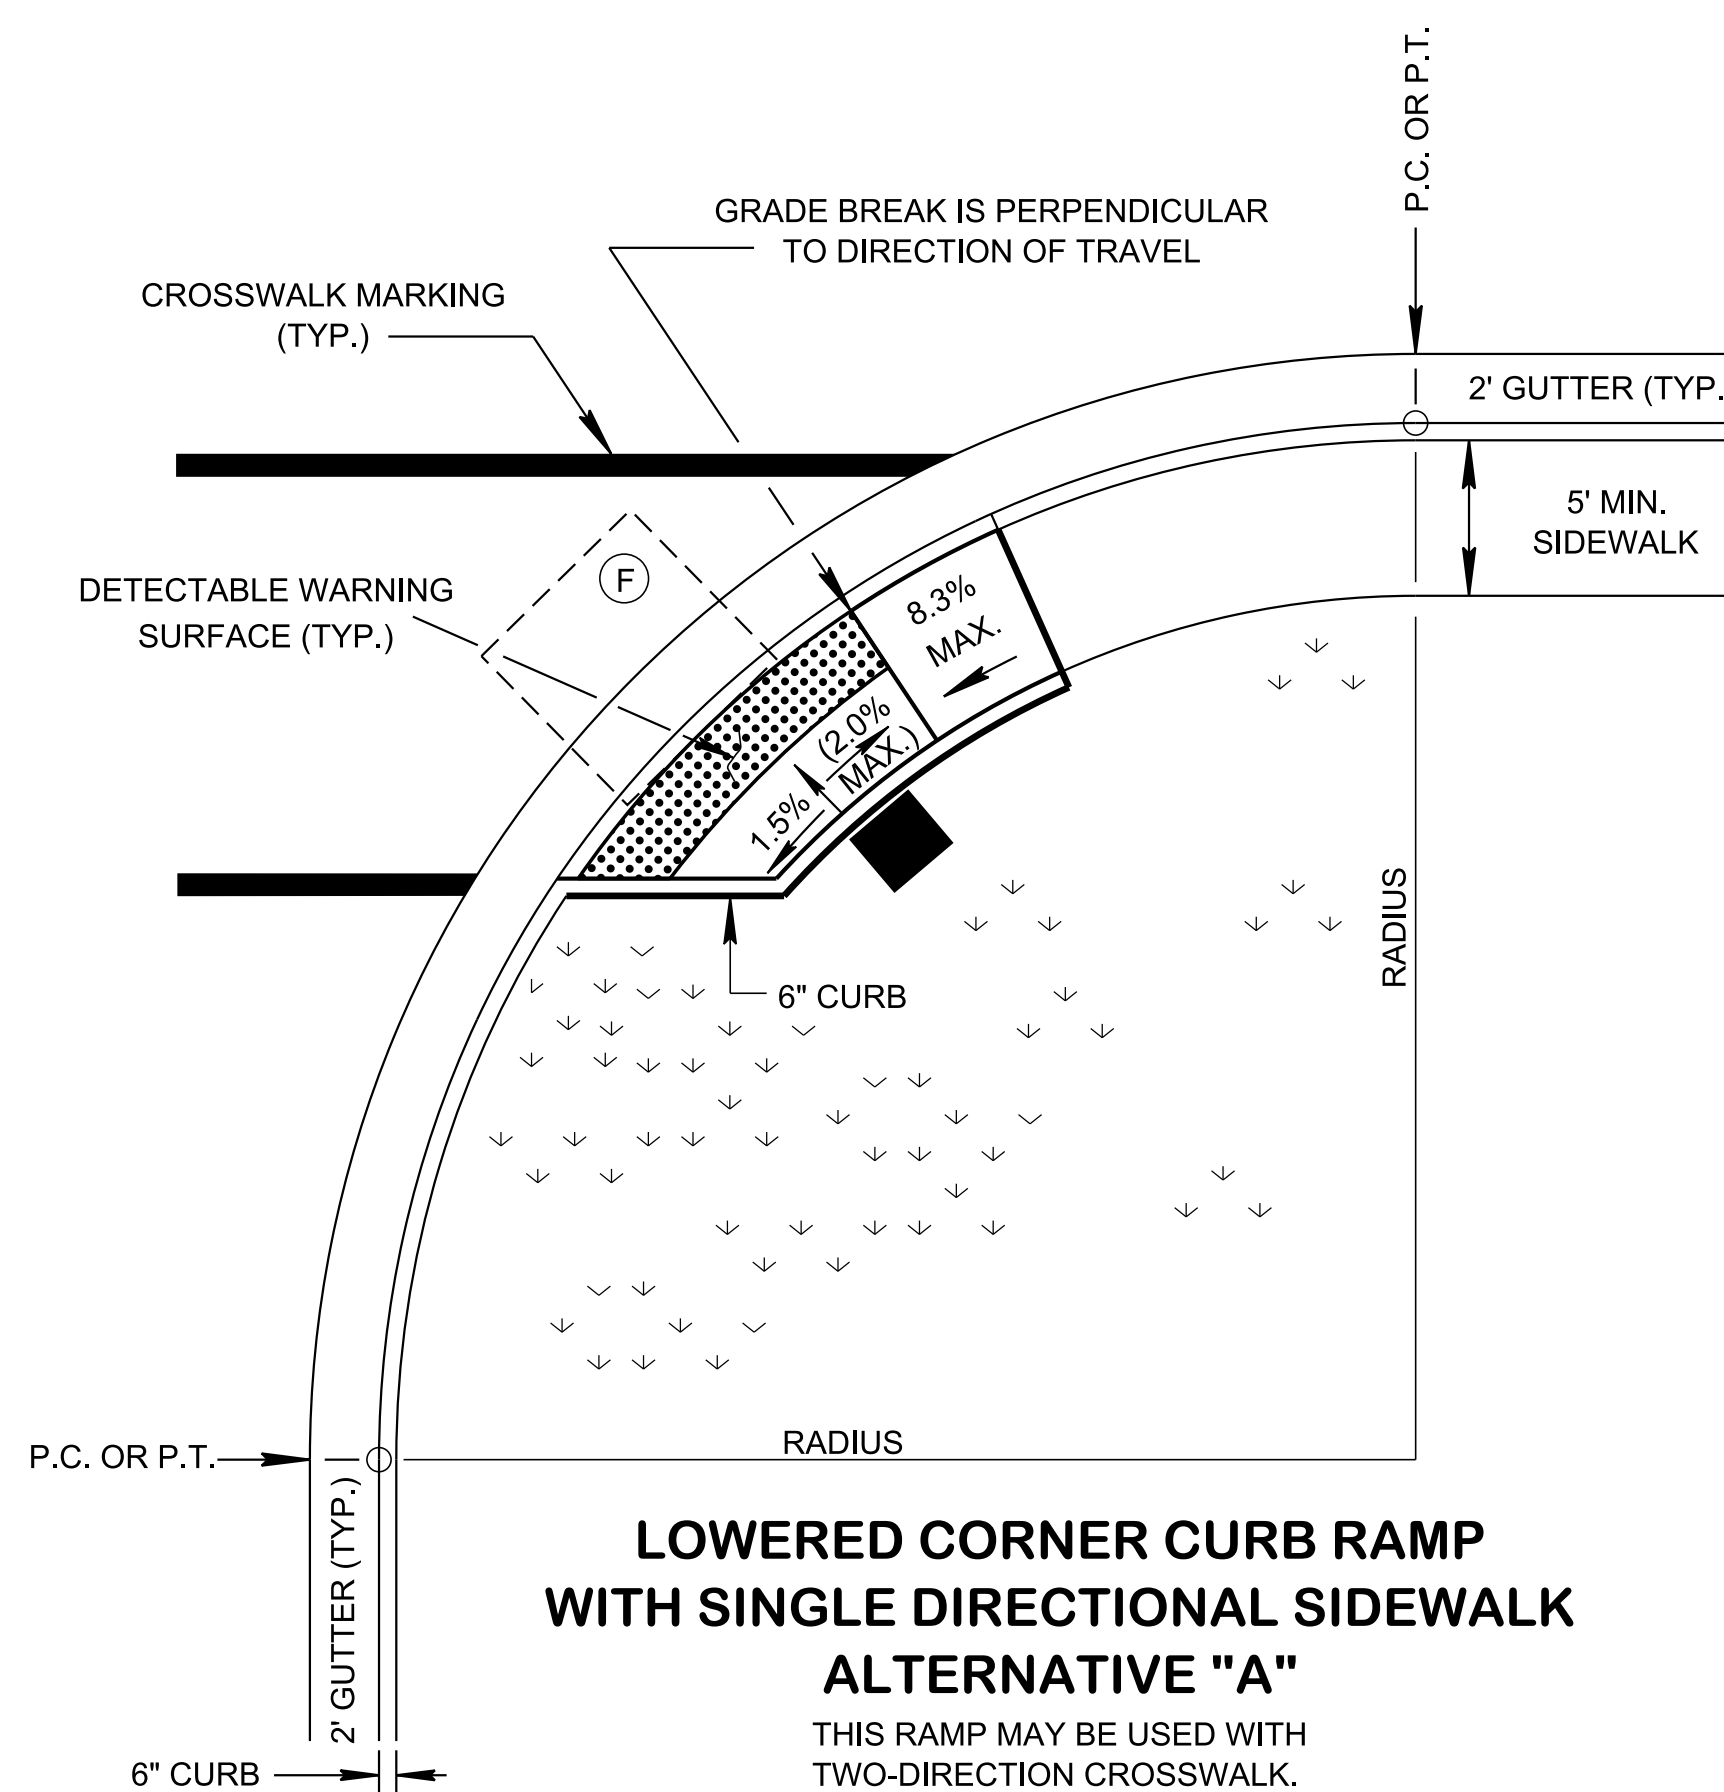 P.C. OR P.T.
GRADE BREAK IS PERPENDICULAR
TO DIRECTION OF TRAVEL
CROSSWALK MARKING
(TYP.)
2' GUTTER (TYP.
5' MIN.
SIDEWALK
DETECTABLE WARNING
SURFACE (TYP.)
F
8.3%
MAX.
1.5%
(2.0%
MAX.)
6" CURB
RADIUS
P.C. OR P.T.
RADIUS
2' GUTTER (TYP.)
6" CURB
LOWERED CORNER CURB RAMP
WITH SINGLE DIRECTIONAL SIDEWALK
ALTERNATIVE "A"
THIS RAMP MAY BE USED WITH
TWO-DIRECTION CROSSWALK.